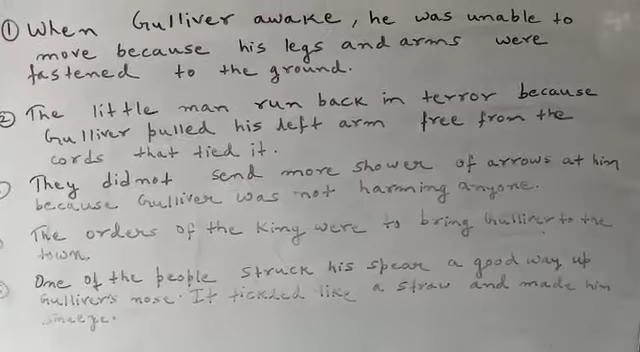 ① When Gulliver awake, he was unable to
move because his legs and arms were
fastened to the ground.
② The little man run back in terror because
Gulliver pulled his left arm free from the
cords that tied it.
They did not send more shower of arrows at him
because Gulliver was not harming anyone.
The orders of the King were to bring Gulliver to the
town.
One of the people struck his spear a good way up
Gulliver's nose. It tickled like a straw and made him
sneeze.